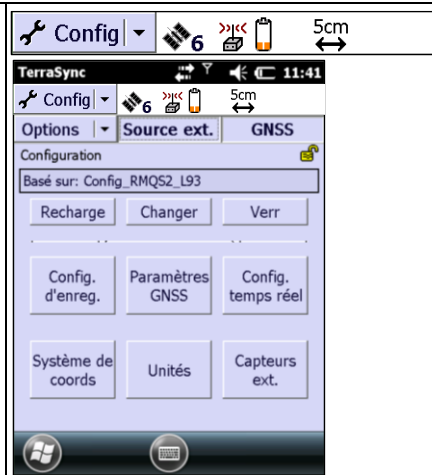 Config 6 5cm
TerraSync 11:41
Config 6 5cm
Options Source ext. GNSS
Configuration
Basé sur: Config_RMQS2_L93
Recharge Changer Verr
Config. d'enreg. Paramètres GNSS Config. temps réel
Système de coords Unités Capteurs ext.